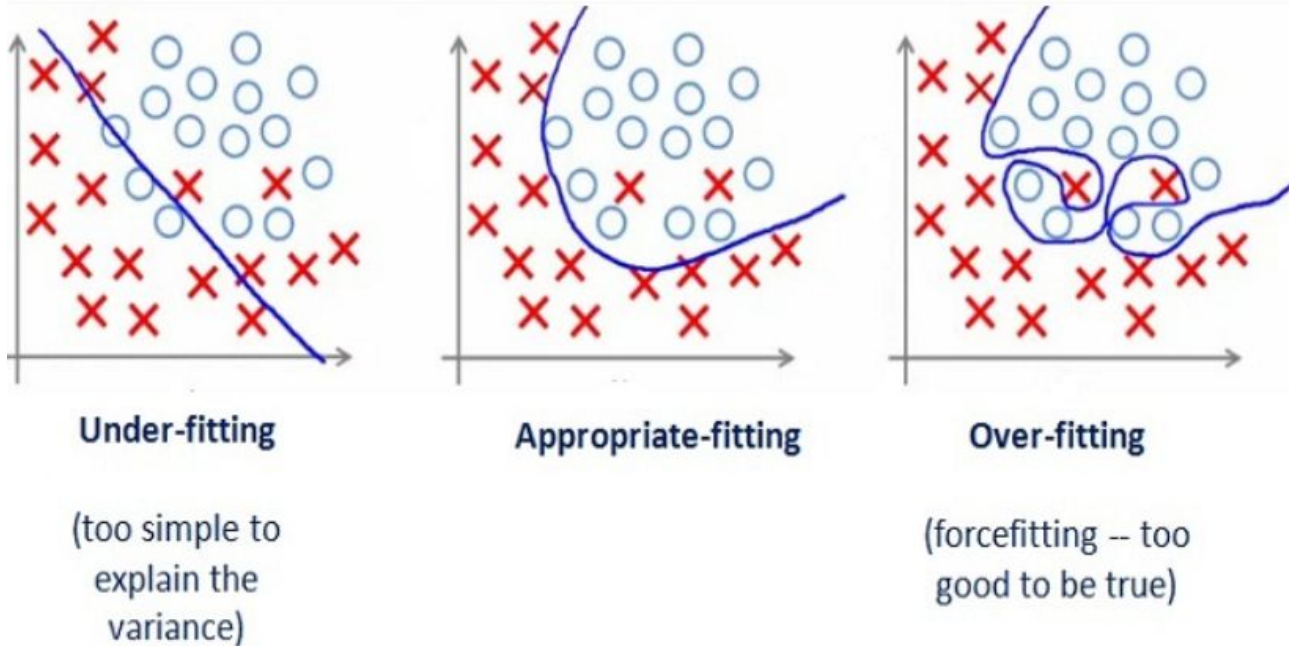 Under-fitting
Appropriate-fitting
Over-fitting
(too simple to
explain the
variance)
(forcefitting -- too
good to be true)